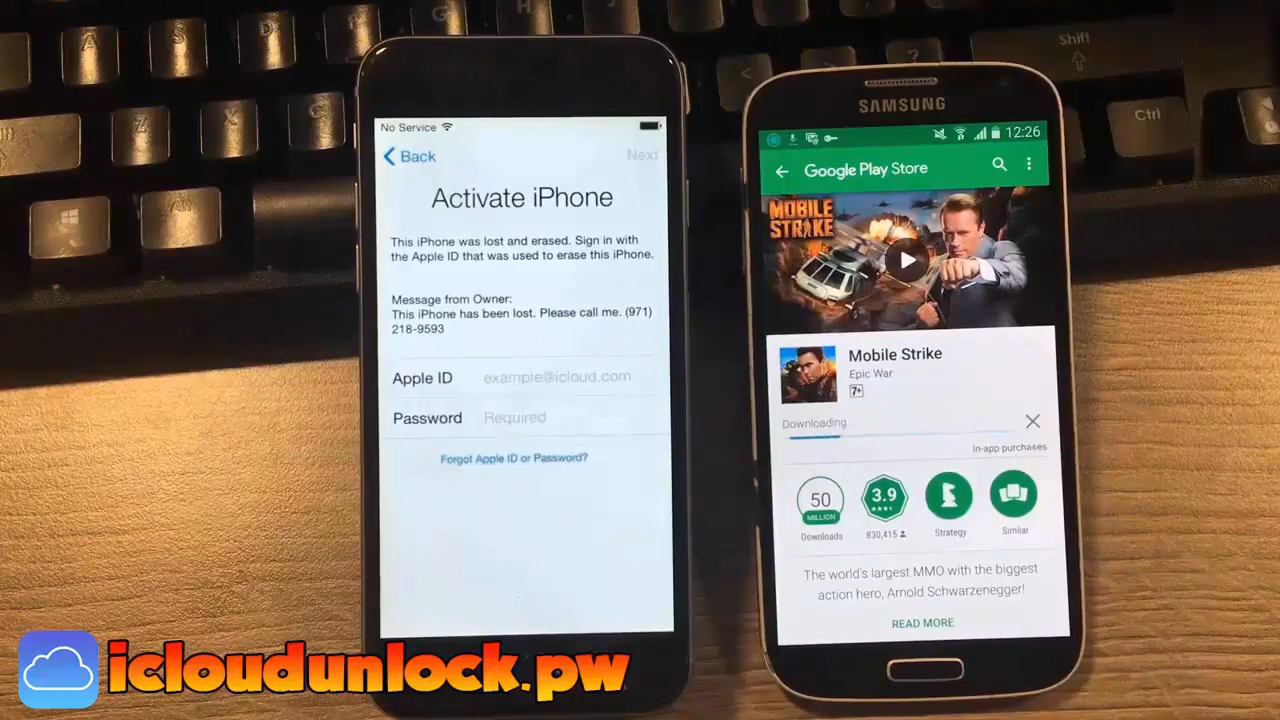 A
S
D
F
G
H
J
Z
X
C
Alt
<
?
Shift
Ctrl
No Service
Back
Next
Activate iPhone
This iPhone was lost and erased. Sign in with
the Apple ID that was used to erase this iPhone.
Message from Owner:
This iPhone has been lost. Please call me. (971)
218-9593
Apple ID example@icloud.com
Password Required
Forgot Apple ID or Password?
SAMSUNG
12:26
Google Play Store
MOBILE
STRIKE
Mobile Strike
Epic War
7+
Downloading
In-app purchases
50
MILLION
Downloads
3.9
830,415
Strategy
Similar
The world's largest MMO with the biggest
action hero, Arnold Schwarzenegger!
READ MORE
icloudunlock.pw